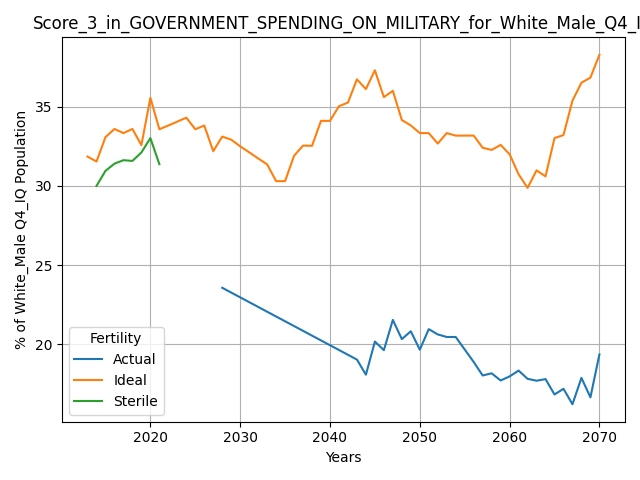 Score_3_in_GOVERNMENT_SPENDING_ON_MILITARY_for_White_Male_Q4_I
% of White_Male Q4_IQ Population
35
30
25
20
Fertility
Actual
Ideal
Sterile
2020 2030 2040 2050 2060 2070
Years